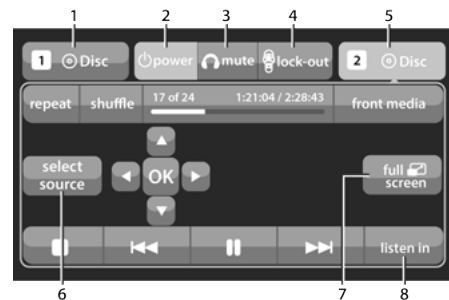 1 2 3 4 5
1 Disc power mute lock-out 2 Disc
repeat shuffle 17 of 24 1:21:04 / 2:28:43 front media
select
source
OK
full
screen
listen in
6 7 8